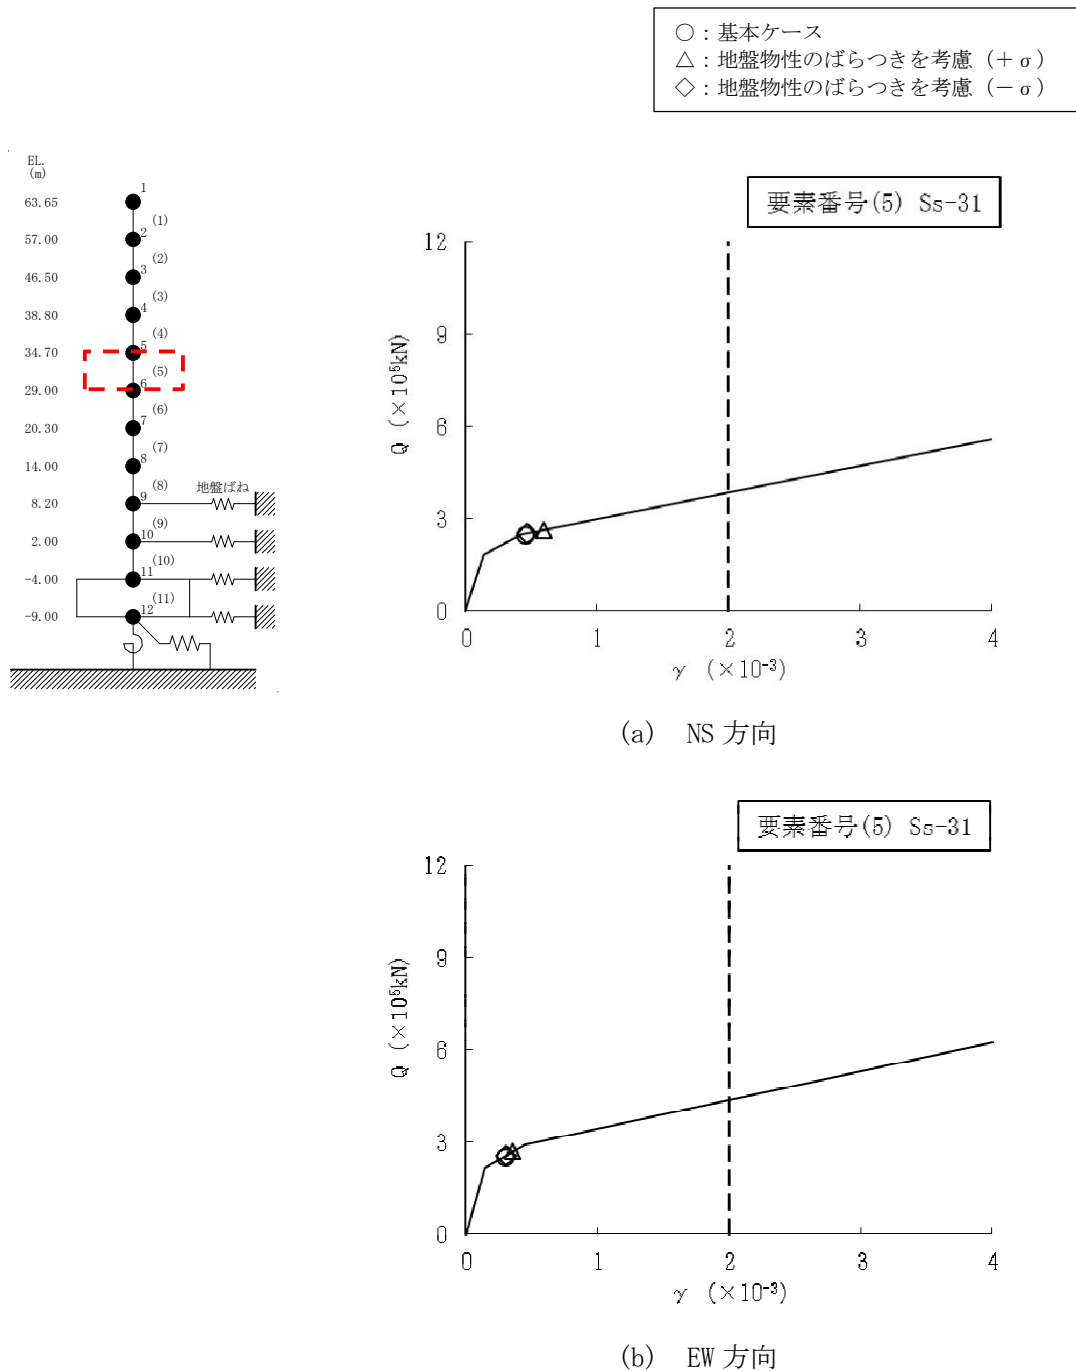 ○：基本ケース
△：地盤物性のばらつきを考慮（＋σ）
◇：地盤物性のばらつきを考慮（－σ）
EL.
(m)
1
63.65
(1)
2
57.00
(2)
3
46.50
(3)
4
38.80
(4)
5
34.70
(5)
6
29.00
(6)
7
20.30
(7)
8
14.00
(8)
地盤ばね
9
8.20
(9)
10
2.00
(10)
11
-4.00
(11)
12
-9.00
要素番号(5) Ss-31
12
9
6
3
0
Q (×10⁵kN)
0 1 2 3 4
γ (×10⁻³)
(a) NS 方向
要素番号(5) Ss-31
12
9
6
3
0
Q (×10⁵kN)
0 1 2 3 4
γ (×10⁻³)
(b) EW 方向